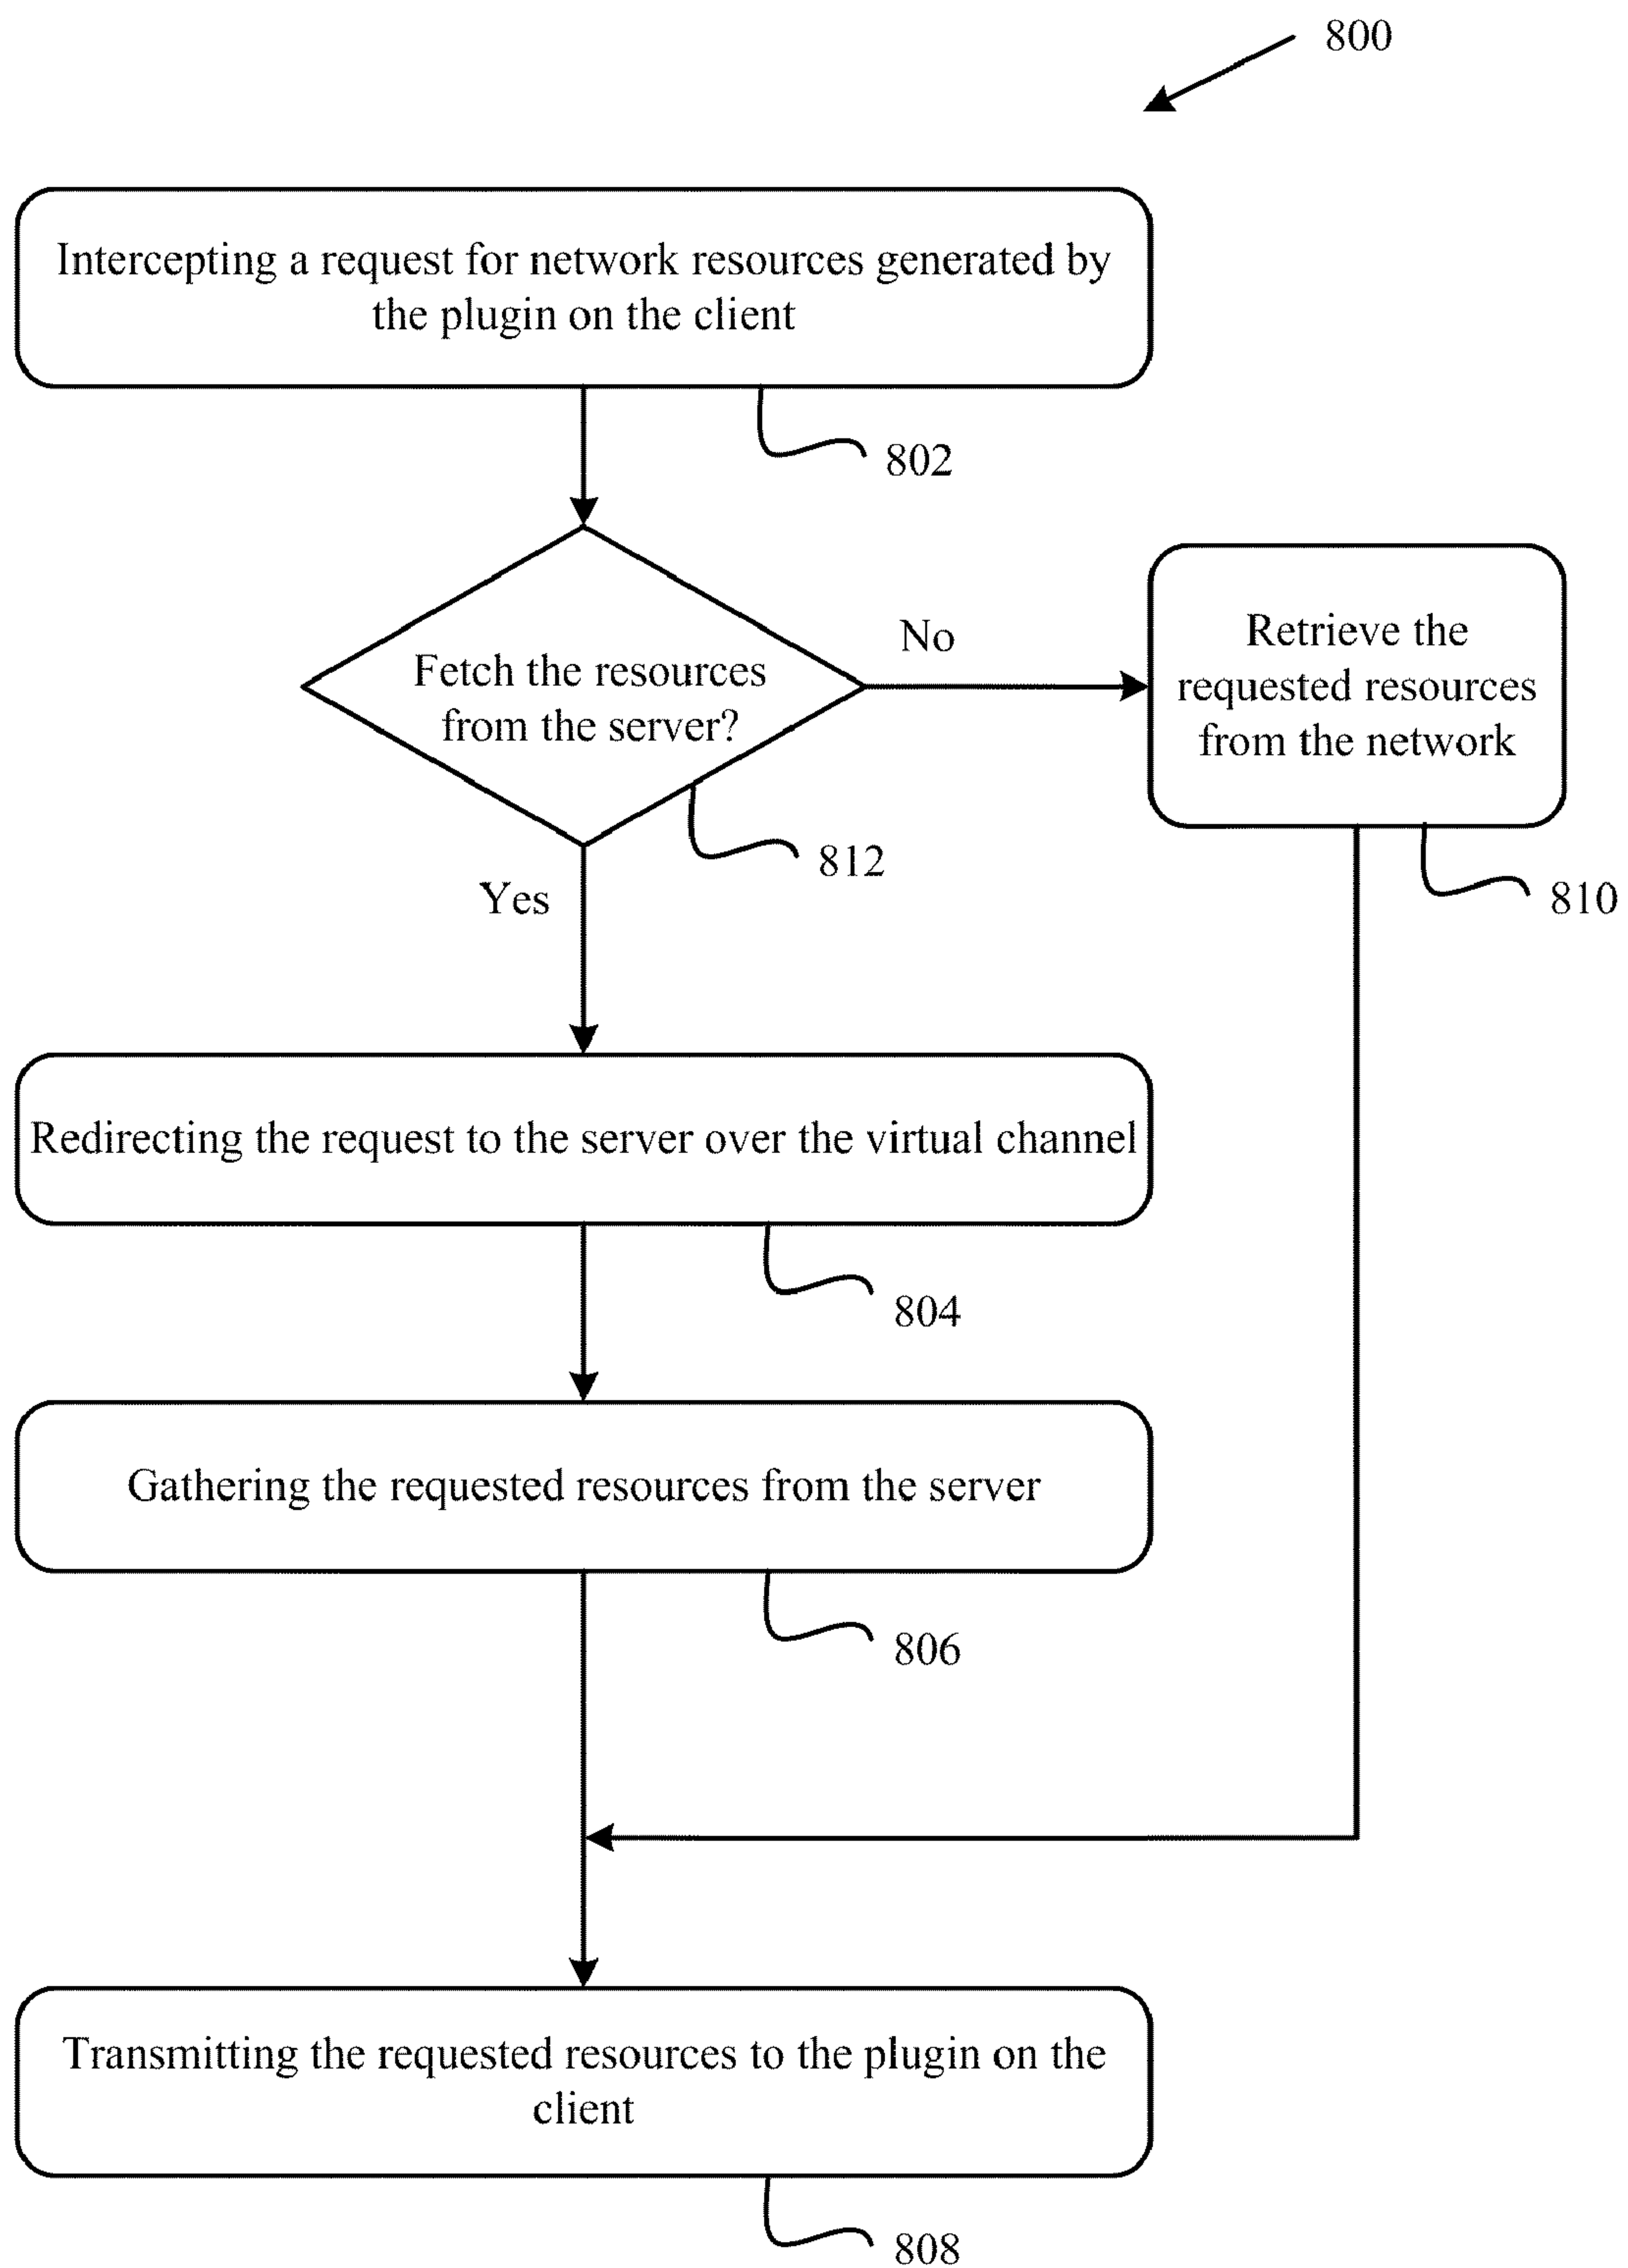 800
Intercepting a request for network resources generated by
the plugin on the client
802
Fetch the resources
from the server?
812
No
Retrieve the
requested resources
from the network
810
Yes
Redirecting the request to the server over the virtual channel
804
Gathering the requested resources from the server
806
Transmitting the requested resources to the plugin on the
client
808